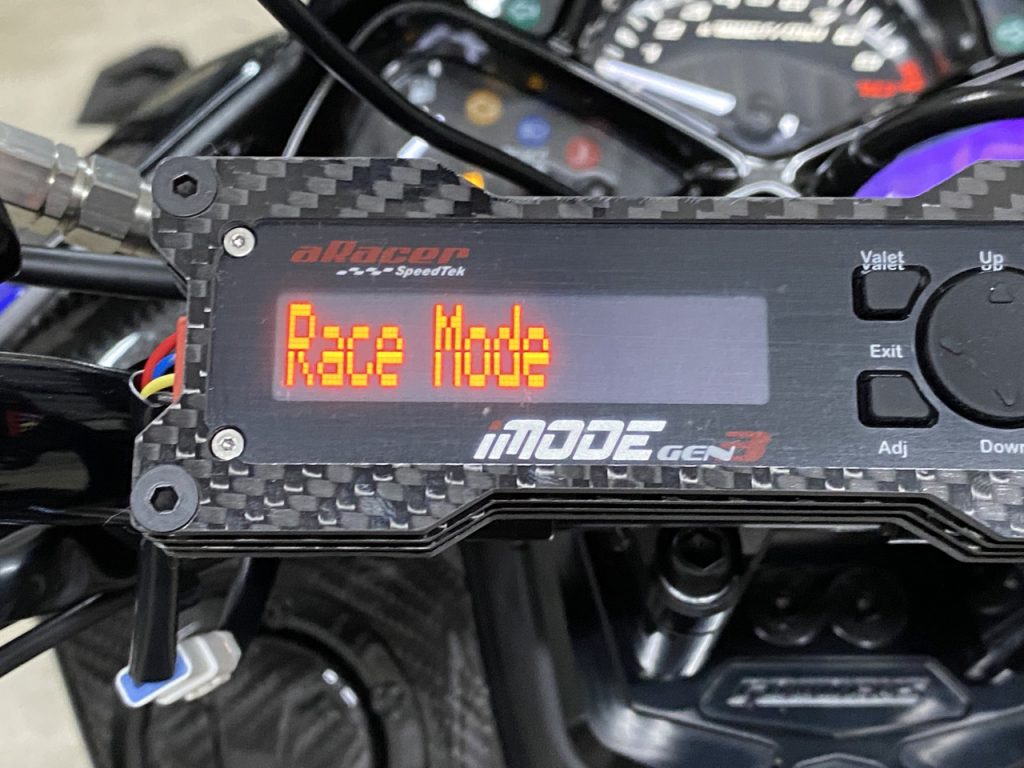 aRacer
SpeedTek
Race Mode
iMODE GEN3
Valet
Up
Exit
Adj
Down